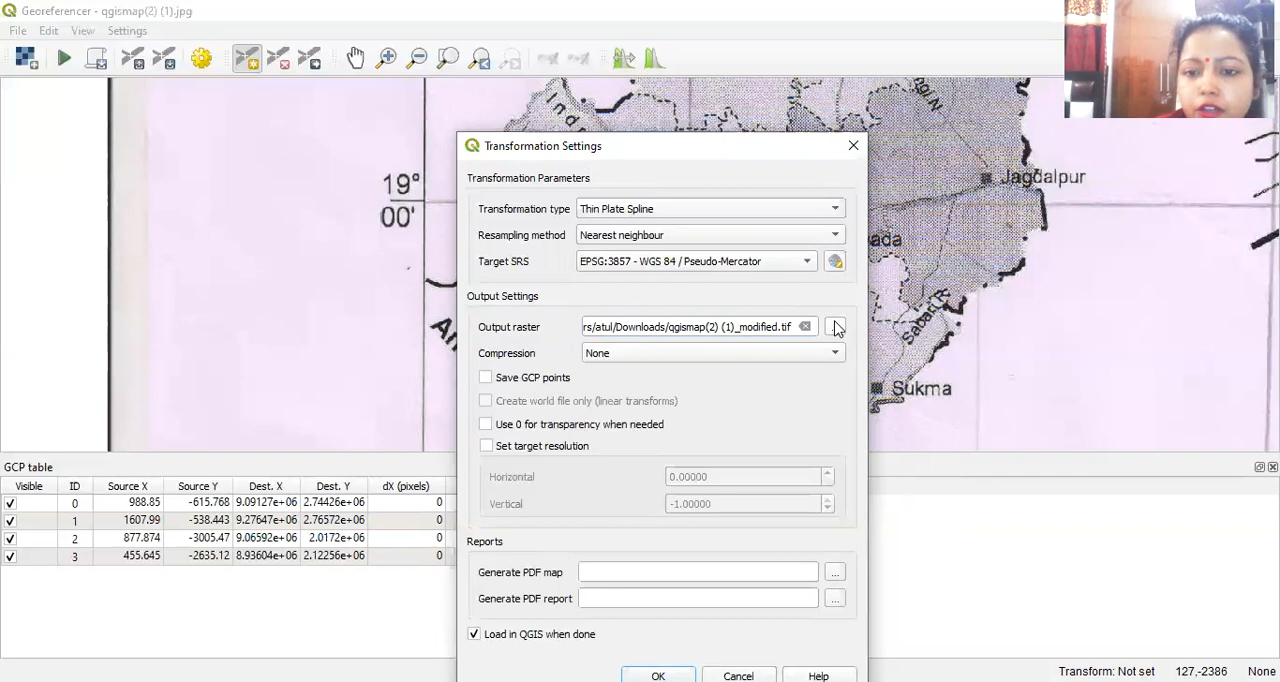 Georeferencer - qgismap(2) (1).jpg
File Edit View Settings
Ind
gi N
19°
00'
Jagdalpur
ada
Sabari R
An
Sukma
Transformation Settings
Transformation Parameters
Transformation type Thin Plate Spline
Resampling method Nearest neighbour
Target SRS EPSG:3857 - WGS 84 / Pseudo-Mercator
Output Settings
Output raster rs/atul/Downloads/qgismap(2) (1)_modified.tif
Compression None
Save GCP points
Create world file only (linear transforms)
Use 0 for transparency when needed
Set target resolution
Horizontal 0.00000
Vertical -1.00000
Reports
Generate PDF map ...
Generate PDF report ...
Load in QGIS when done
OK Cancel Help
GCP table
Visible ID Source X Source Y Dest. X Dest. Y dX (pixels)
0 988.85 -615.768 9.09127e+06 2.74426e+06 0
1 1607.99 -538.443 9.27647e+06 2.76572e+06 0
2 877.874 -3005.47 9.06592e+06 2.0172e+06 0
3 455.645 -2635.12 8.93604e+06 2.12256e+06 0
Transform: Not set 127,-2386 None